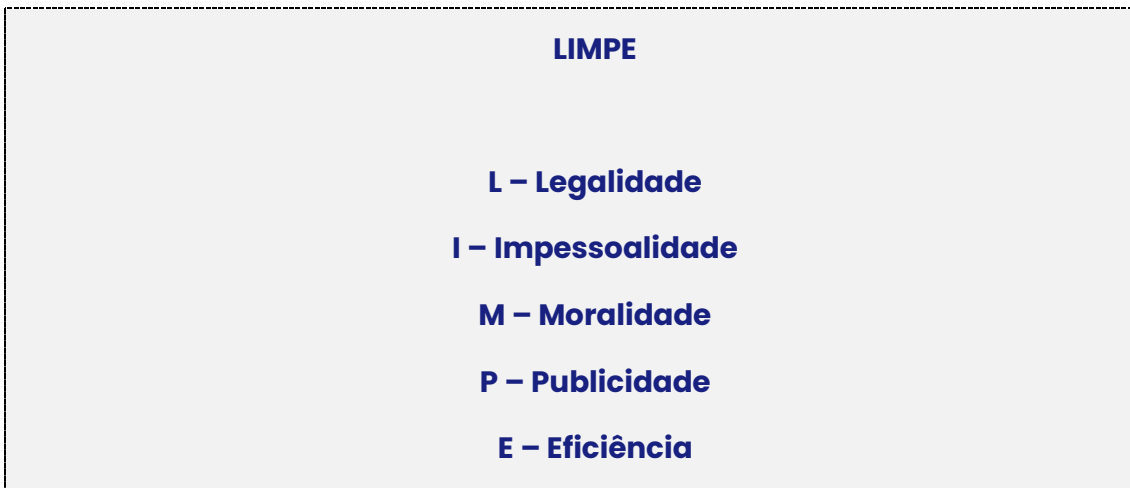 LIMPE
L – Legalidade
I – Impessoalidade
M – Moralidade
P – Publicidade
E – Eficiência